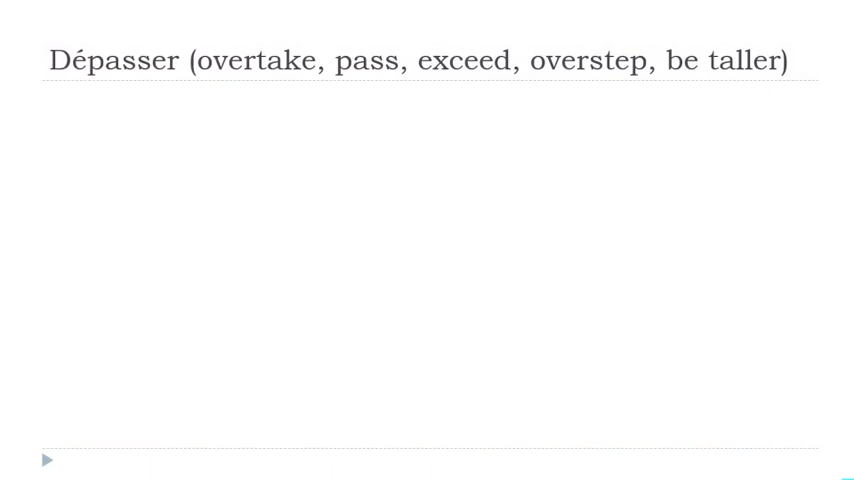 Dépasser (overtake, pass, exceed, overstep, be taller)